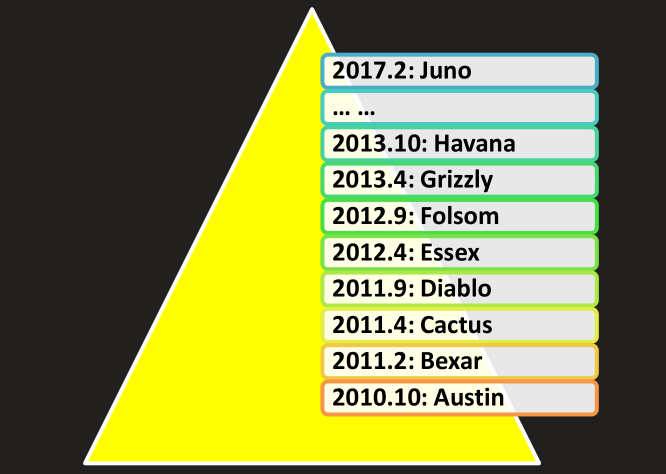 2017.2: Juno
... ...
2013.10: Havana
2013.4: Grizzly
2012.9: Folsom
2012.4: Essex
2011.9: Diablo
2011.4: Cactus
2011.2: Bexar
2010.10: Austin